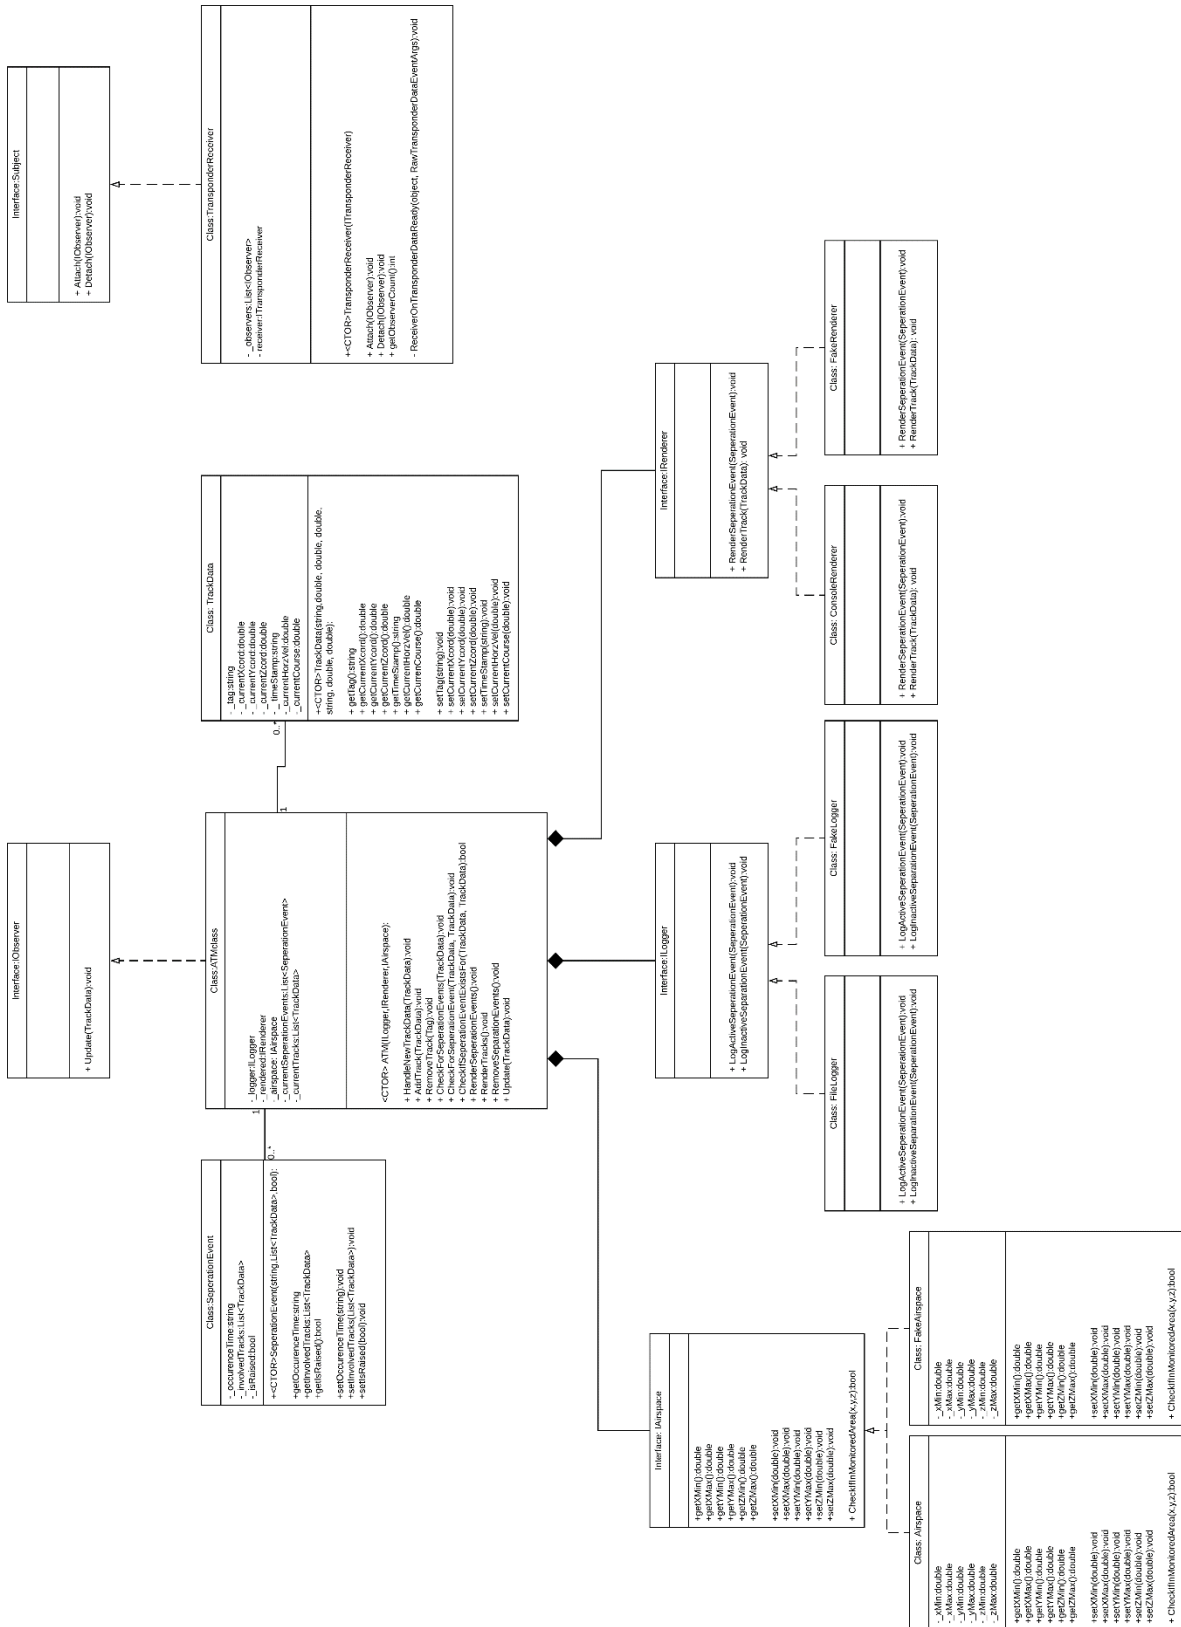 Interface:IObserver
+ Update(TrackData):void
Interface:Subject
+ Attach(IObserver):void
+ Detach(IObserver):void
Class:SeperationEvent
-_occurenceTime:string
-_involvedTracks:List<TrackData>
-_isRaised:bool
+<CTOR>SeperationEvent(string,List<TrackData>,bool):
+getOccurenceTime:string
+getInvolvedTracks:List<TrackData>
+getIsRaised():bool
+setOccurenceTime(string):void
+setInvolvedTracks(List<TrackData>):void
+setIsRaised(bool):void
1
0..*
Class:ATMclass
-_logger:ILogger
-_rendered:IRenderer
-_airspace: IAirspace
-_currentSeperationEvents:List<SeperationEvent>
-_currentTracks:List<TrackData>
<CTOR> ATM(ILogger,IRenderer,IAirspace):
+ HandleNewTrackData(TrackData):void
+ AddTrack(TrackData):void
+ RemoveTrack(Tag):void
+ CheckForSeperationEvents(TrackData):void
+ CheckForSeperationEvent(TrackData, TrackData):void
+ CheckIfSeperationEventExistsFor(TrackData, TrackData):bool
+ RenderSeperationEvents():void
+ RenderTracks():void
+ RemoveSeparationEvents():void
+ Update(TrackData):void
1
0..*
Class: TrackData
-_tag:string
-_currentXcord:double
-_currentYcord:double
-_currentZcord:double
-_timeStamp:string
-_currentHorzVel:double
-_currentCourse:double
+<CTOR>TrackData(string,double, double, double,
string, double, double):
+ getTag():string
+ getCurrentXcord():double
+ getCurrentYcord():double
+ getCurrentZcord():double
+ getTimeStamp():string
+ getCurrentHorzVel():double
+ getCurrentCourse():double
+ setTag(string):void
+ setCurrentXcord(double):void
+ setCurrentYcord(double):void
+ setCurrentZcord(double):void
+ setTimeStamp(string):void
+ setCurrentHorzVel(double):void
+ setCurrentCourse(double):void
Class:TransponderReceiver
- _observers:List<IObserver>
- receiver:ITransponderReceiver
+<CTOR>TransponderReceiver(ITransponderReceiver)
+ Attach(IObserver):void
+ Detach(IObserver):void
+ getObserverCount():int
- ReceiverOnTransponderDataReady(object, RawTransponderDataEventArgs):void
Interface: IAirspace
+getXMin():double
+getXMax():double
+getYMin():double
+getYMax():double
+getZMin():double
+getZMax():double
+setXMin(double):void
+setXMax(double):void
+setYMin(double):void
+setYMax(double):void
+setZMin(double):void
+setZMax(double):void
+ CheckIfInMonitoredArea(x,y,z):bool
Interface:ILogger
+ LogActiveSeperationEvent(SeperationEvent):void
+ LogInactiveSeparationEvent(SeperationEvent):void
Interface:IRenderer
+ RenderSeperationEvent(SeperationEvent):void
+ RenderTrack(TrackData): void
Class: FileLogger
+ LogActiveSeperationEvent(SeperationEvent):void
+ LogInactiveSeparationEvent(SeperationEvent):void
Class: FakeLogger
+ LogActiveSeperationEvent(SeperationEvent):void
+ LogInactiveSeparationEvent(SeperationEvent):void
Class: ConsoleRenderer
+ RenderSeperationEvent(SeperationEvent):void
+ RenderTrack(TrackData): void
Class: FakeRenderer
+ RenderSeperationEvent(SeperationEvent):void
+ RenderTrack(TrackData): void
Class: Airspace
-_xMin:double
-_xMax:double
-_yMin:double
-_yMax:double
-_zMin:double
-_zMax:double
+getXMin():double
+getXMax():double
+getYMin():double
+getYMax():double
+getZMin():double
+getZMax():double
+setXMin(double):void
+setXMax(double):void
+setYMin(double):void
+setYMax(double):void
+setZMin(double):void
+setZMax(double):void
+ CheckIfInMonitoredArea(x,y,z):bool
Class: FakeAirspace
-_xMin:double
-_xMax:double
-_yMin:double
-_yMax:double
-_zMin:double
-_zMax:double
+getXMin():double
+getXMax():double
+getYMin():double
+getYMax():double
+getZMin():double
+getZMax():double
+setXMin(double):void
+setXMax(double):void
+setYMin(double):void
+setYMax(double):void
+setZMin(double):void
+setZMax(double):void
+ CheckIfInMonitoredArea(x,y,z):bool